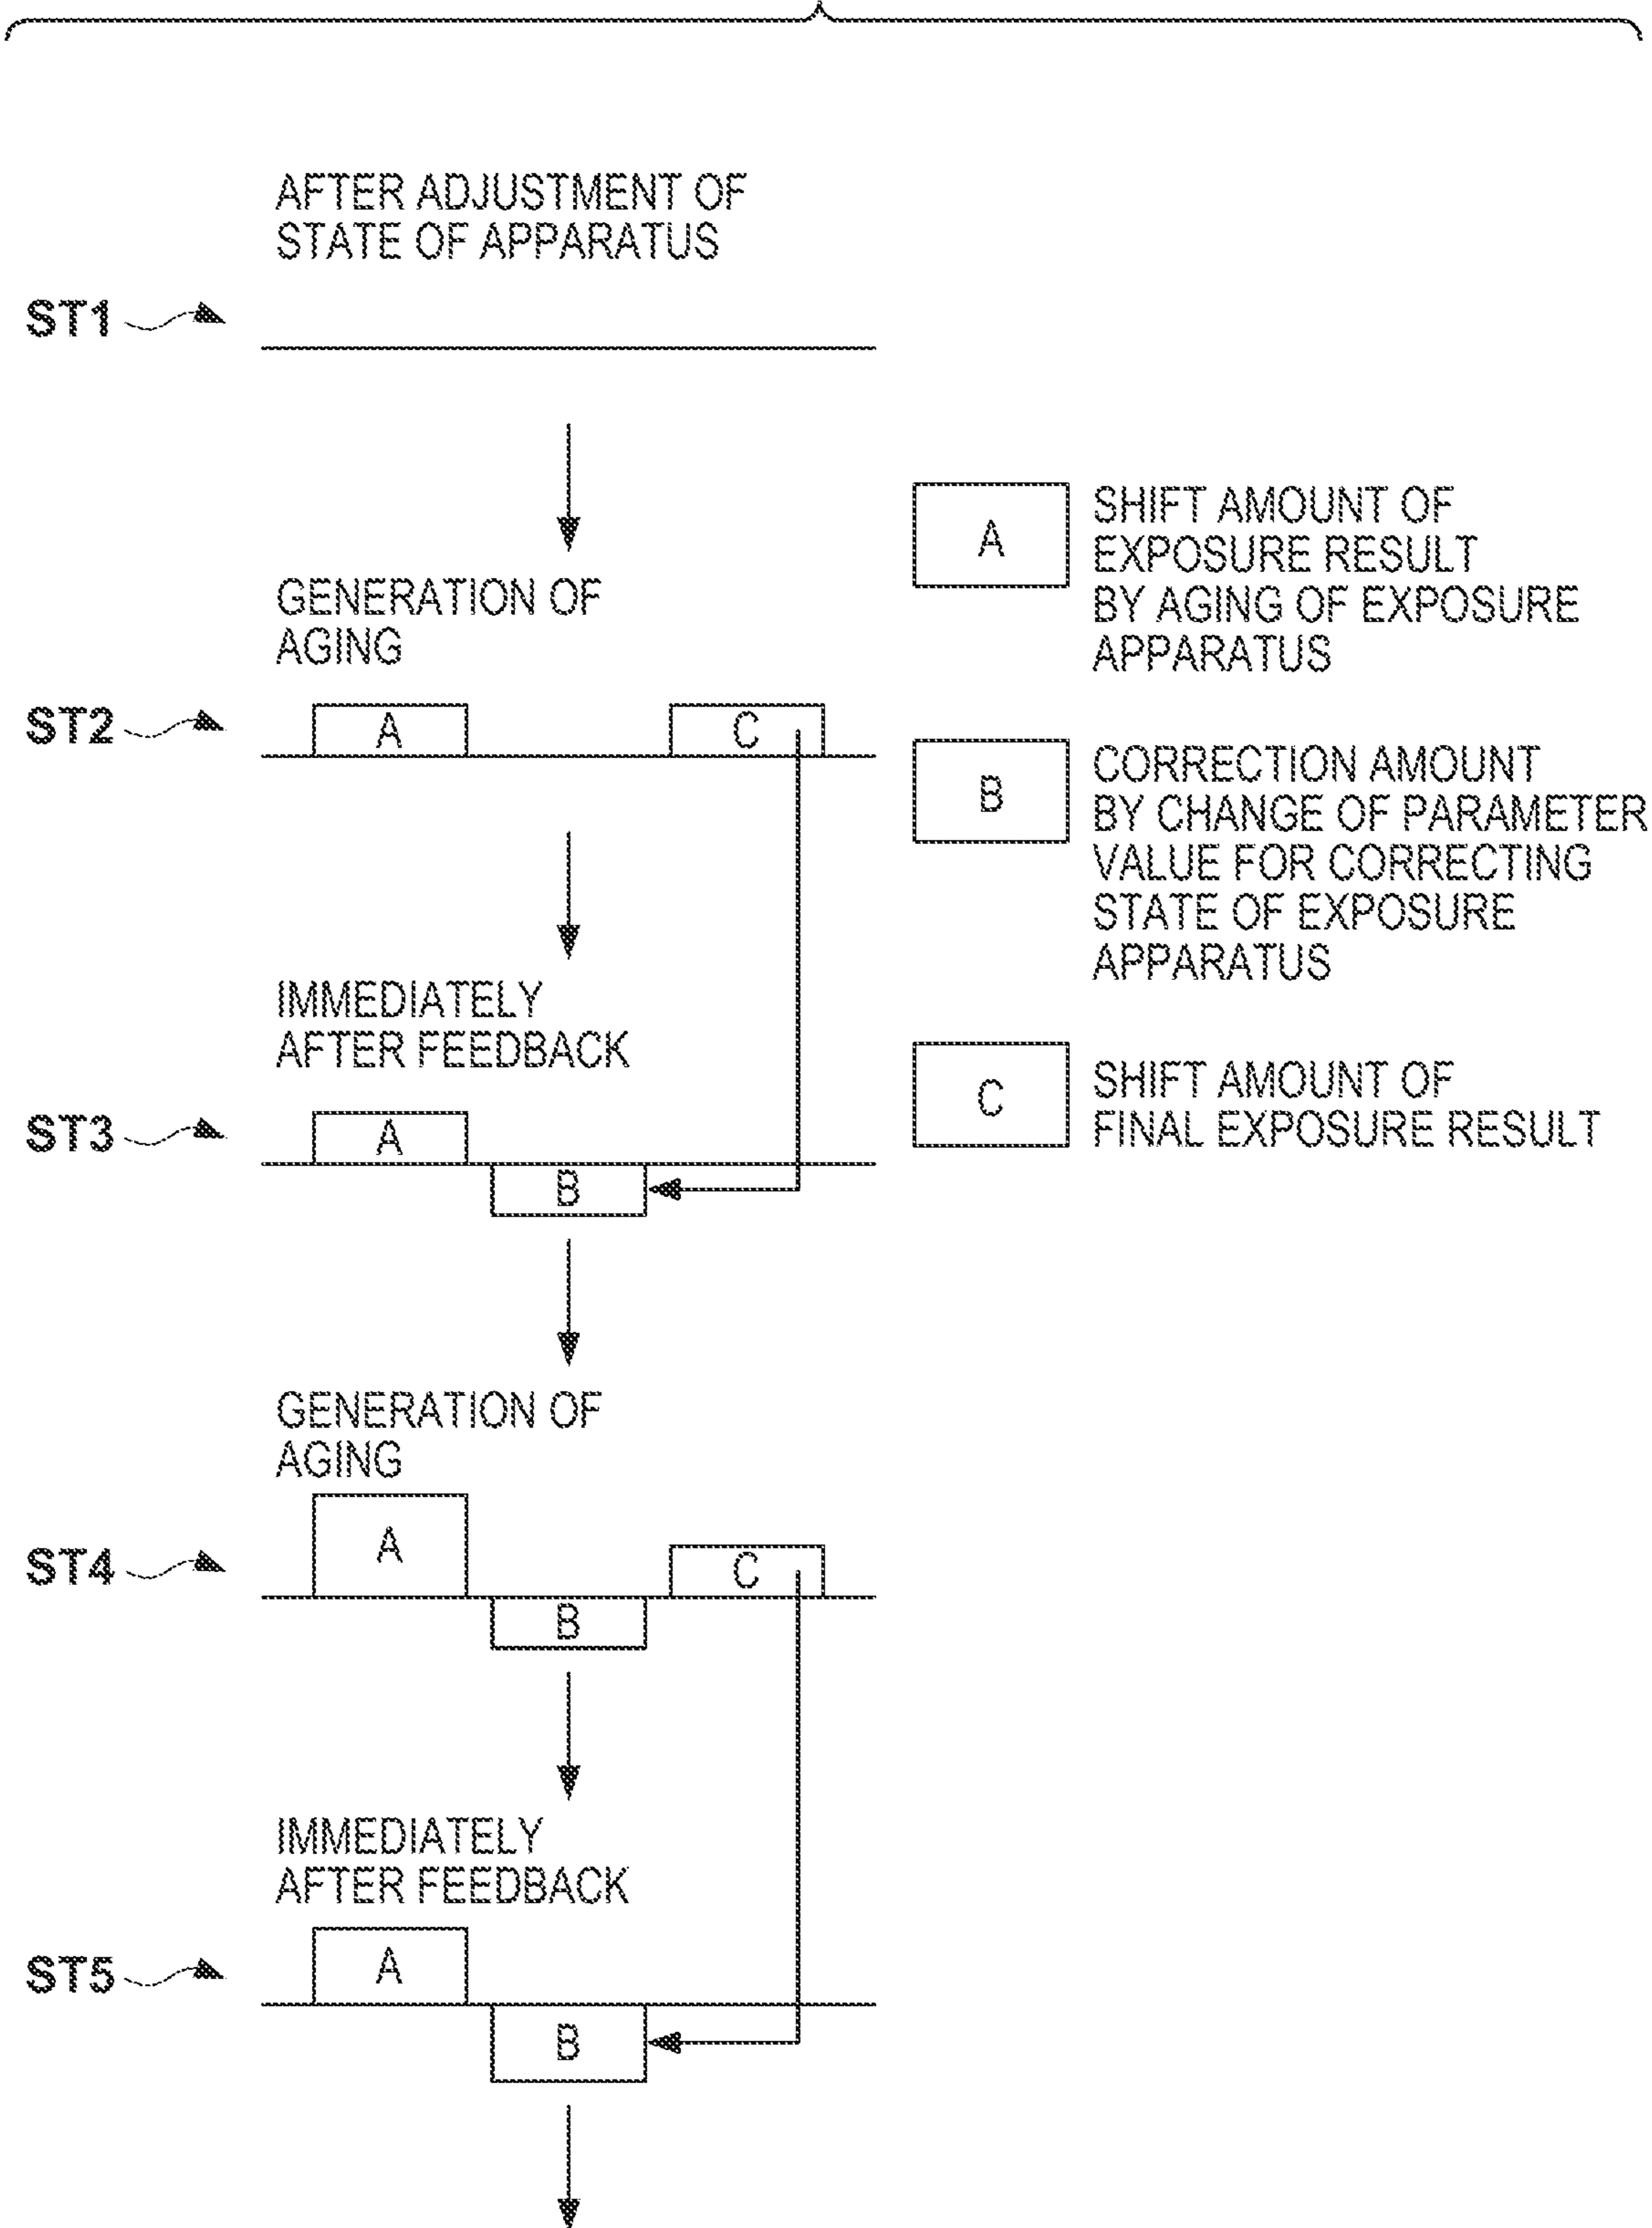 AFTER ADJUSTMENT OF
STATE OF APPARATUS
ST1
GENERATION OF
AGING
ST2
A
C
IMMEDIATELY
AFTER FEEDBACK
ST3
A
B
GENERATION OF
AGING
ST4
A
C
B
IMMEDIATELY
AFTER FEEDBACK
ST5
A
B
A
SHIFT AMOUNT OF
EXPOSURE RESULT
BY AGING OF EXPOSURE
APPARATUS
B
CORRECTION AMOUNT
BY CHANGE OF PARAMETER
VALUE FOR CORRECTING
STATE OF EXPOSURE
APPARATUS
C
SHIFT AMOUNT OF
FINAL EXPOSURE RESULT